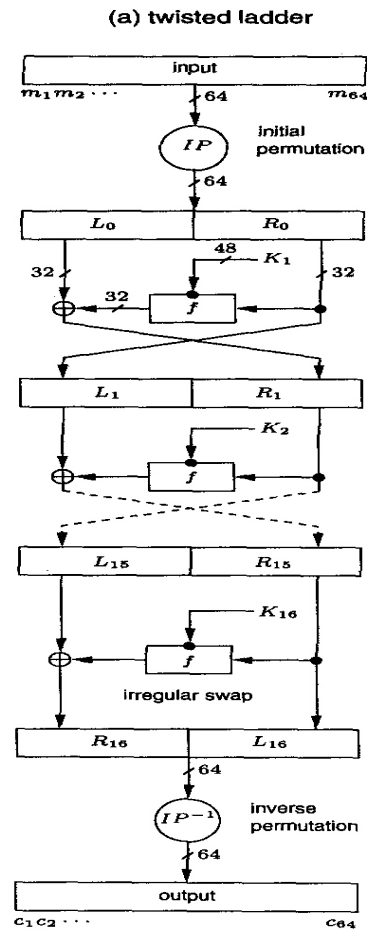 (a) twisted ladder
input
m₁m₂ ··· m₆₄
64
IP
initial
permutation
64
L₀ R₀
48 K₁
32 32
32
f
L₁ R₁
K₂
f
L₁₅ R₁₅
K₁₆
f
irregular swap
R₁₆ L₁₆
64
IP⁻¹
inverse
permutation
64
output
c₁c₂ ··· c₆₄